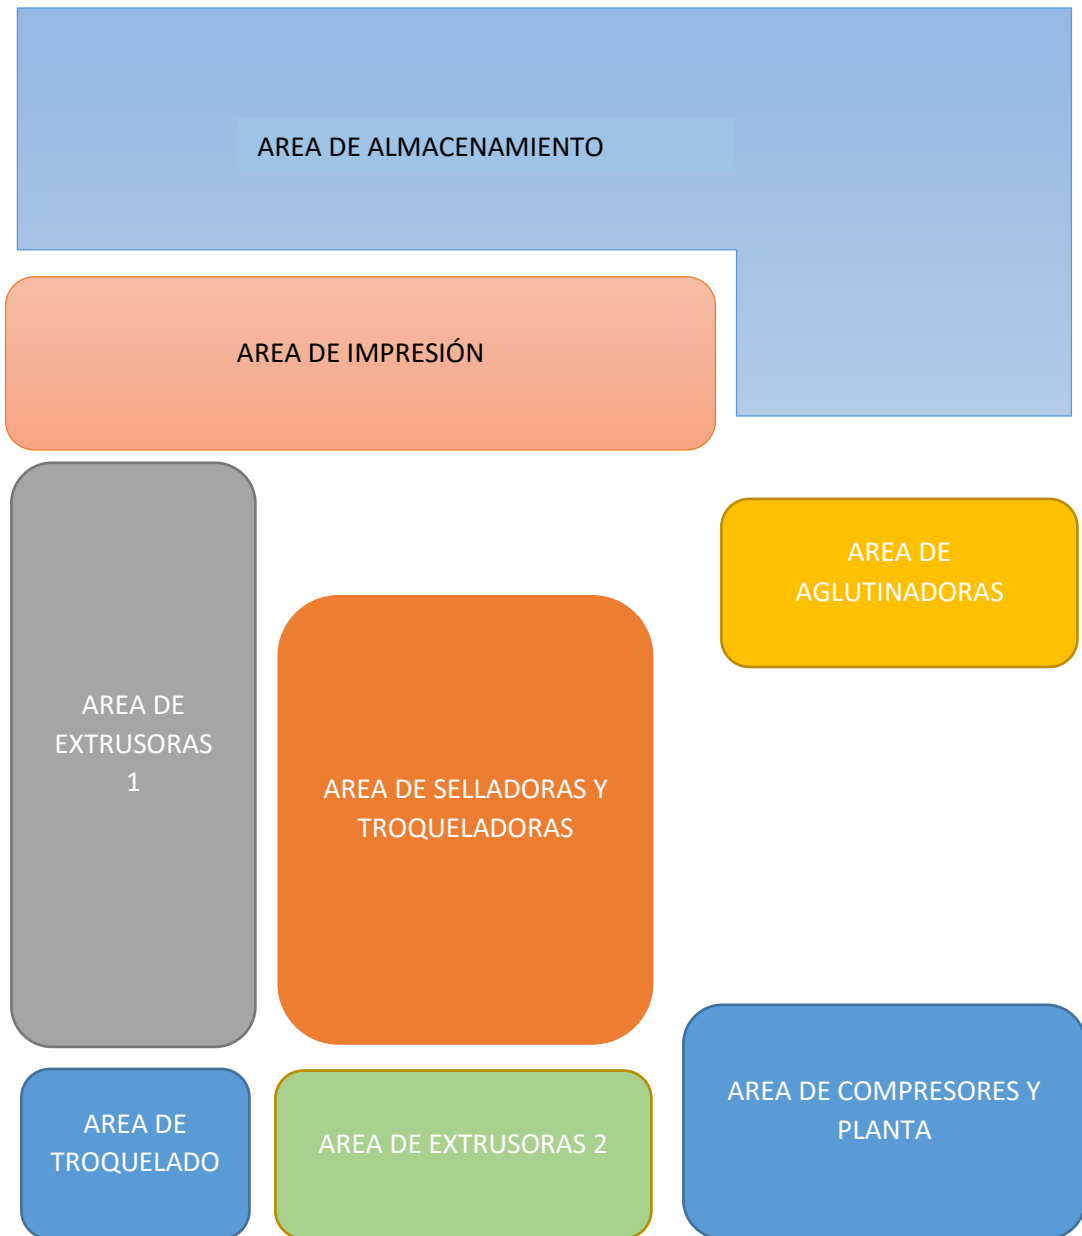 AREA DE ALMACENAMIENTO
AREA DE IMPRESIÓN
AREA DE
AGLUTINADORAS
AREA DE
EXTRUSORAS
1
AREA DE SELLADORAS Y
TROQUELADORAS
AREA DE
TROQUELADO
AREA DE EXTRUSORAS 2
AREA DE COMPRESORES Y
PLANTA